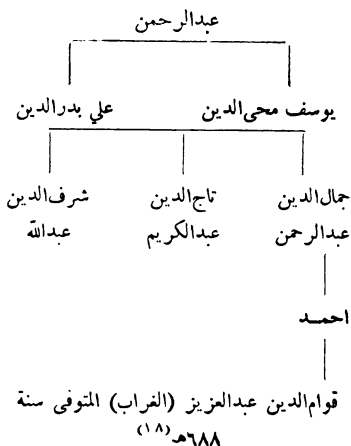 عبدالرحمن
يوسف محى‌الدين علي بدرالدين
جمال‌الدين تاج‌الدين شرف‌الدين
عبدالرحمن عبدالكريم عبدالله
احمـد
قوام‌الدين عبدالعزيز (الغراب) المتوفى سنة
٦٨٨هـ (١٨)